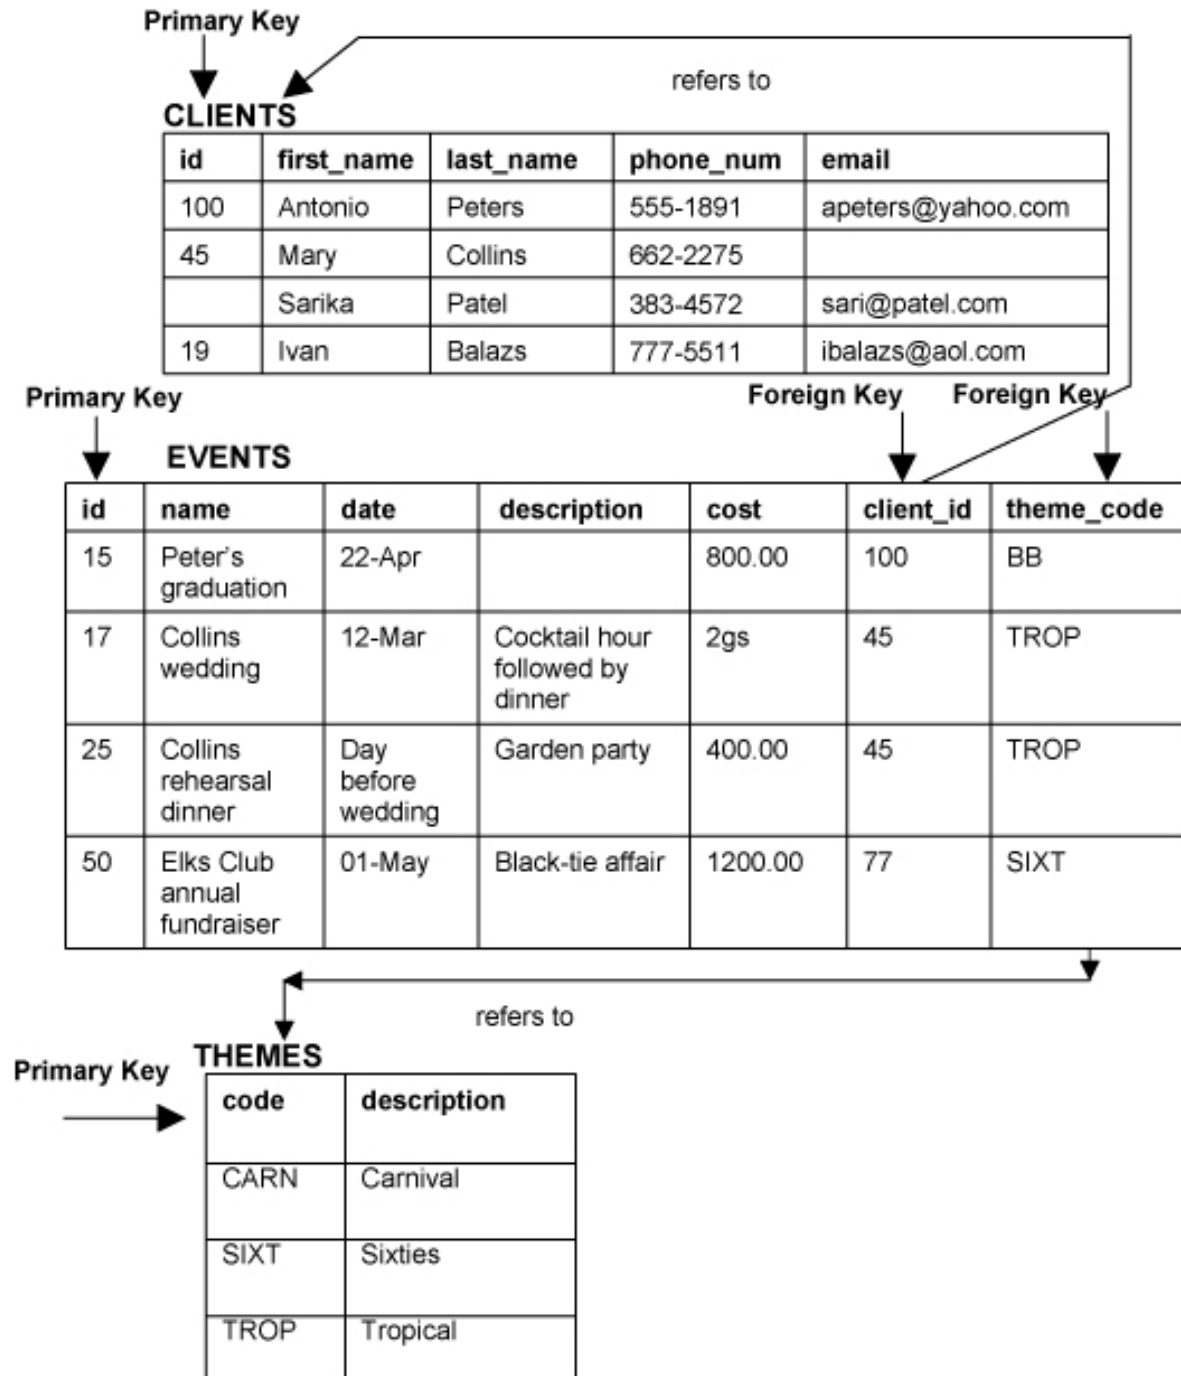 Primary Key
refers to
CLIENTS
id first_name last_name phone_num email
100 Antonio Peters 555-1891 apeters@yahoo.com
45 Mary Collins 662-2275
Sarika Patel 383-4572 sari@patel.com
19 Ivan Balazs 777-5511 ibalazs@aol.com
Primary Key Foreign Key Foreign Key
EVENTS
id name date description cost client_id theme_code
15 Peter's 22-Apr 800.00 100 BB
graduation
17 Collins 12-Mar Cocktail hour 2gs 45 TROP
wedding followed by
dinner
25 Collins Day Garden party 400.00 45 TROP
rehearsal before
dinner wedding
50 Elks Club 01-May Black-tie affair 1200.00 77 SIXT
annual
fundraiser
refers to
THEMES
Primary Key
code description
CARN Carnival
SIXT Sixties
TROP Tropical